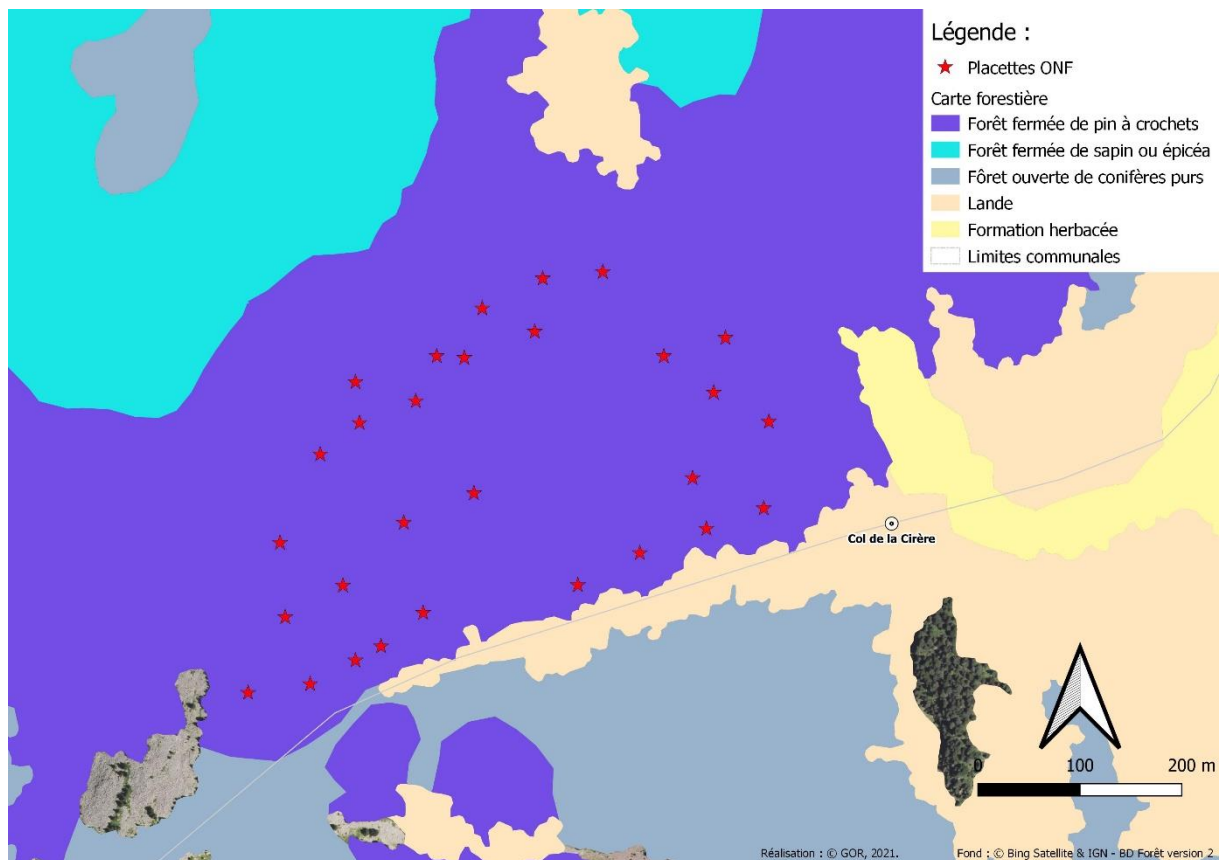 Légende :
Placettes ONF
Carte forestière
Forêt fermée de pin à crochets
Forêt fermée de sapin ou épicéa
Fôret ouverte de conifères purs
Lande
Formation herbacée
Limites communales
Col de la Cirère
0 100 200 m
Réalisation : © GOR, 2021. Fond : © Bing Satellite & IGN - BD Forêt version_2